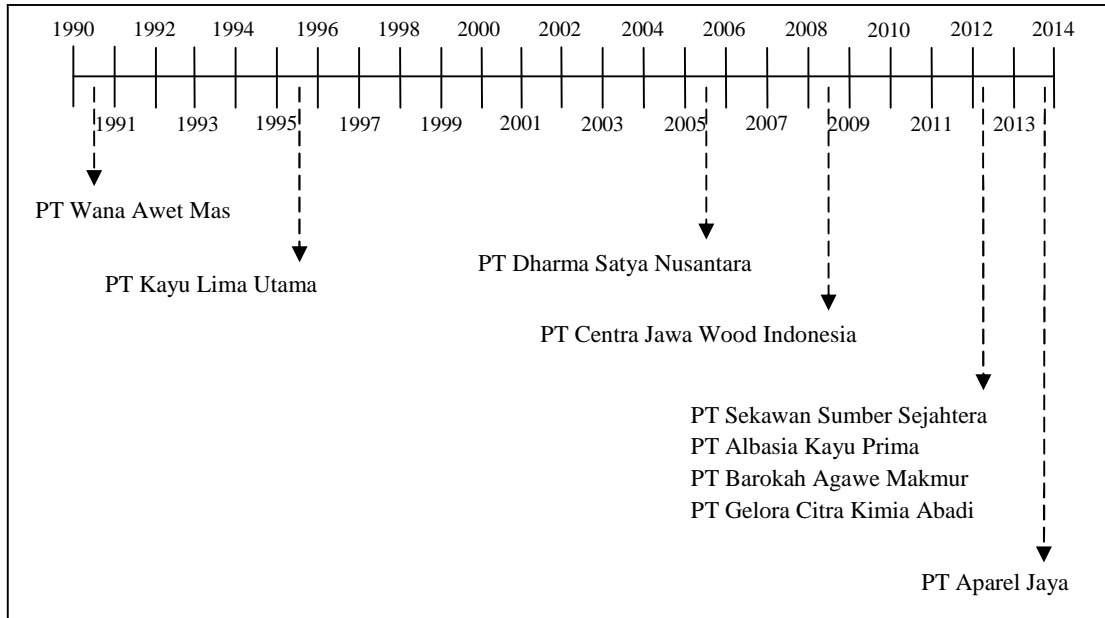 1990 1992 1994 1996 1998 2000 2002 2004 2006 2008 2010 2012 2014
1991 1993 1995 1997 1999 2001 2003 2005 2007 2009 2011 2013
PT Wana Awet Mas
PT Kayu Lima Utama
PT Dharma Satya Nusantara
PT Centra Jawa Wood Indonesia
PT Sekawan Sumber Sejahtera
PT Albasia Kayu Prima
PT Barokah Agawe Makmur
PT Gelora Citra Kimia Abadi
PT Aparel Jaya